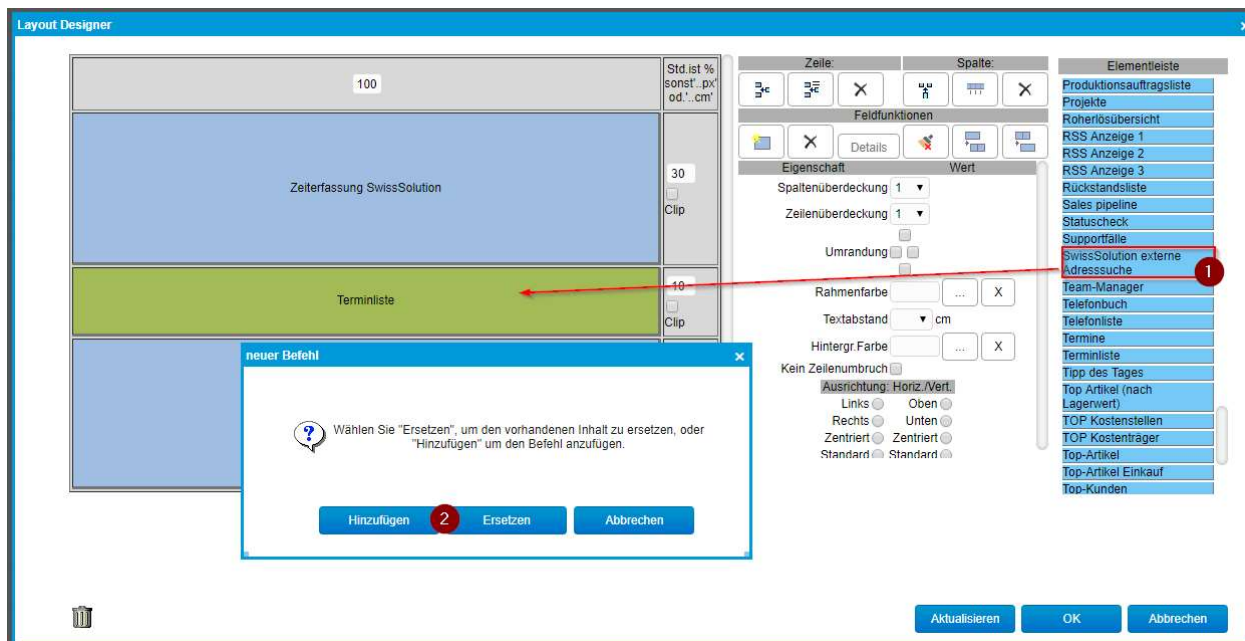 Layout Designer
x
100
Std.ist %
sonst'..px'
od.'..cm'
Zeiterfassung SwissSolution
30
Clip
Terminliste
10
Clip
Zeile:
Spalte:
Feldfunktionen
Details
Eigenschaft
Wert
Spaltenüberdeckung 1
Zeilenüberdeckung 1
Umrandung
Rahmenfarbe ... X
Textabstand cm
Hintergr.Farbe ... X
Kein Zeilenumbruch
Ausrichtung: Horiz./Vert.
Links Oben
Rechts Unten
Zentriert Zentriert
Standard Standard
Elementleiste
Produktionsauftragsliste
Projekte
Roherlösübersicht
RSS Anzeige 1
RSS Anzeige 2
RSS Anzeige 3
Rückstandsliste
Sales pipeline
Statuscheck
Supportfälle
SwissSolution externe
Adresssuche
1
Team-Manager
Telefonbuch
Telefonliste
Termine
Terminliste
Tipp des Tages
Top Artikel (nach
Lagerwert)
TOP Kostenstellen
TOP Kostenträger
Top-Artikel
Top-Artikel Einkauf
Top-Kunden
neuer Befehl
x
Wählen Sie "Ersetzen", um den vorhandenen Inhalt zu ersetzen, oder
"Hinzufügen" um den Befehl anzufügen.
Hinzufügen 2 Ersetzen Abbrechen
Aktualisieren OK Abbrechen